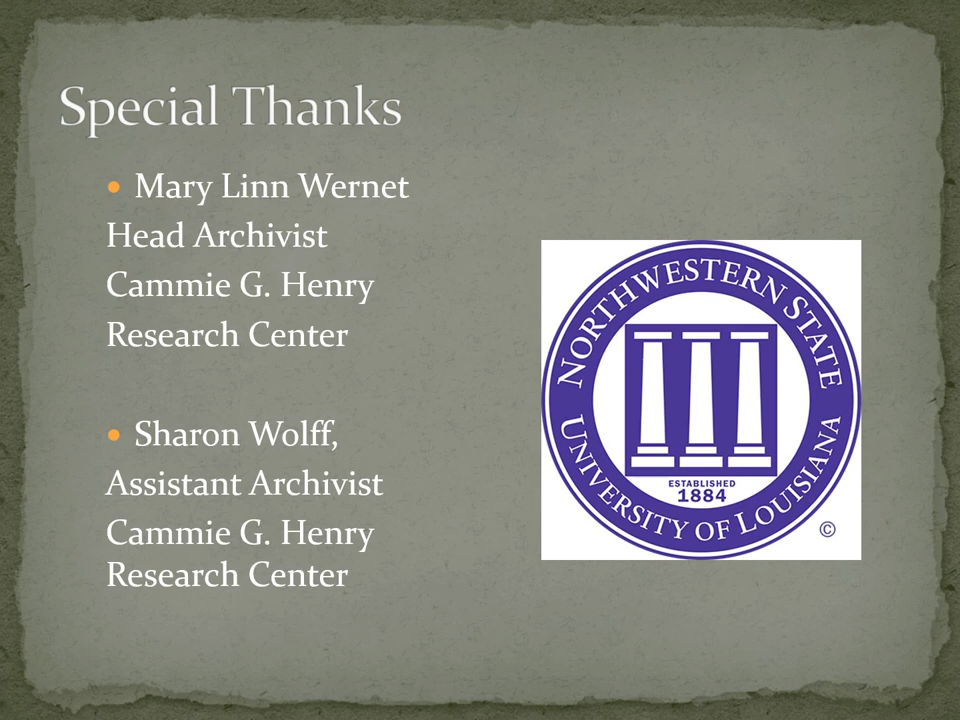 Special Thanks
• Mary Linn Wernet
Head Archivist
Cammie G. Henry
Research Center
• Sharon Wolff,
Assistant Archivist
Cammie G. Henry
Research Center
NORTHWESTERN STATE
UNIVERSITY OF LOUISIANA
ESTABLISHED
1884
©